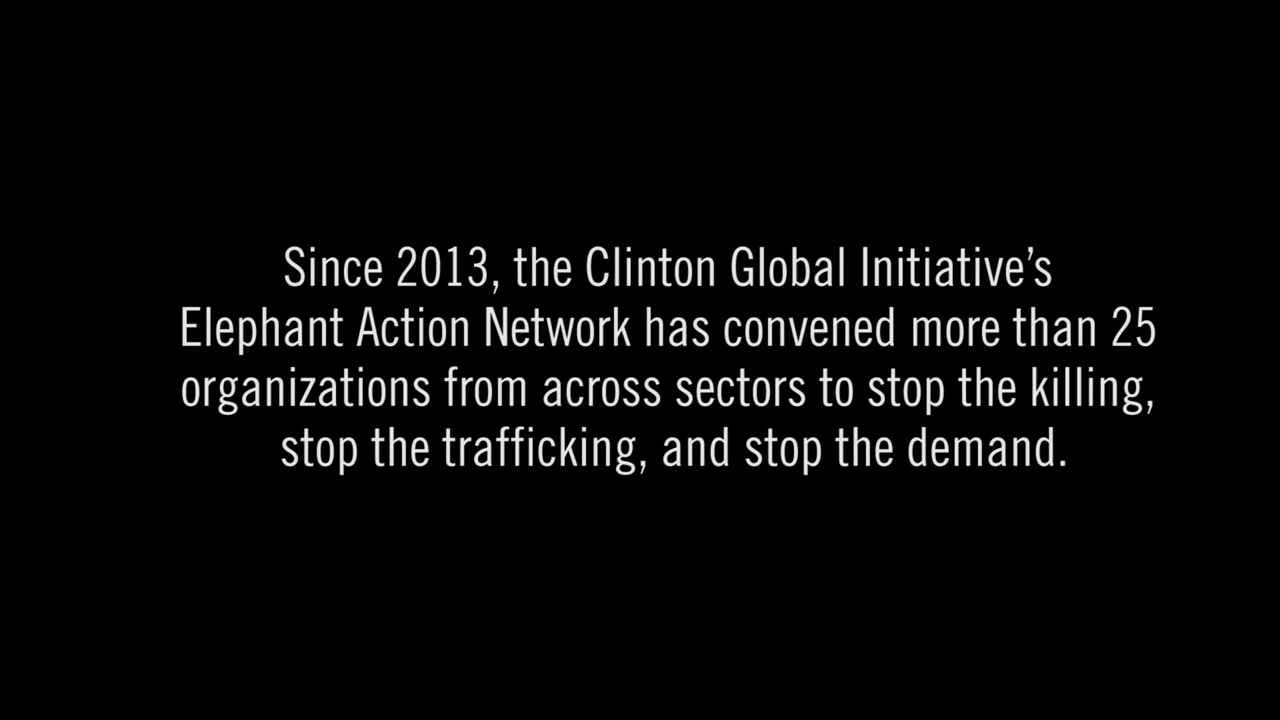 Since 2013, the Clinton Global Initiative’s
Elephant Action Network has convened more than 25
organizations from across sectors to stop the killing,
stop the trafficking, and stop the demand.